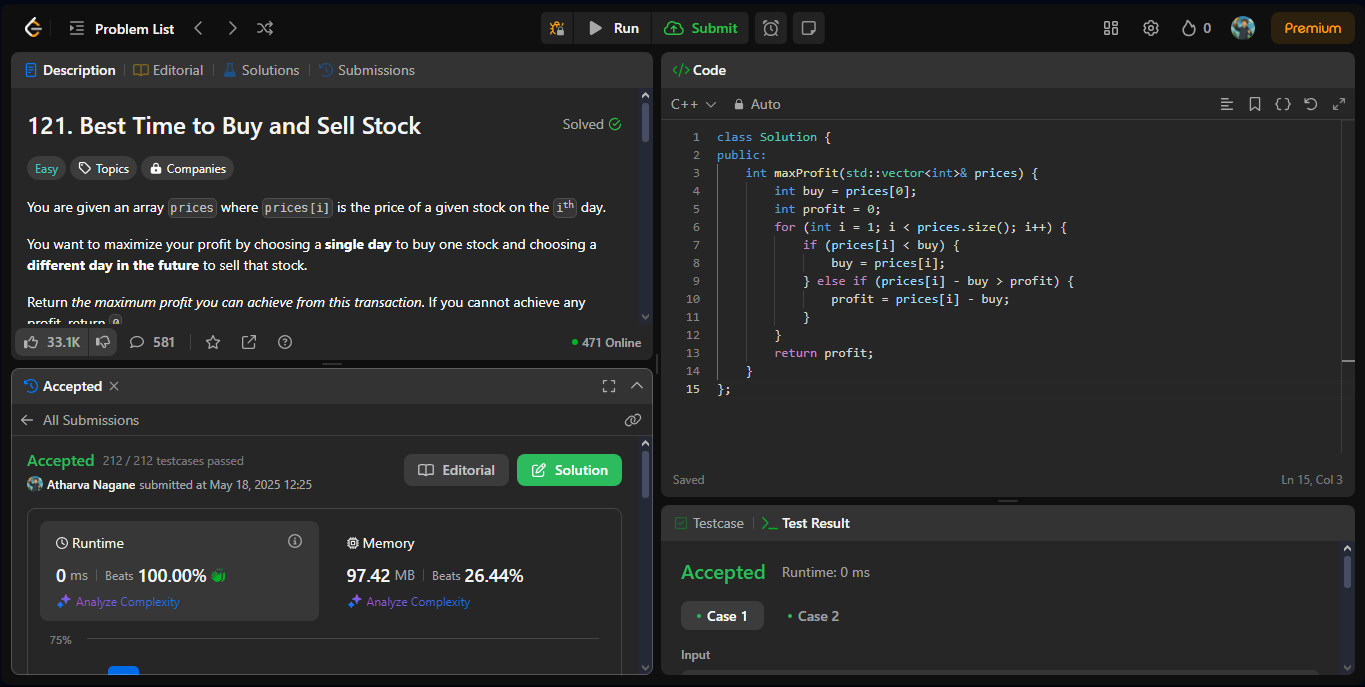 Problem List
Run
Submit
0
Premium
Description
Editorial
Solutions
Submissions
121. Best Time to Buy and Sell Stock
Solved
Easy
Topics
Companies
You are given an array prices where prices[i] is the price of a given stock on the ith day.
You want to maximize your profit by choosing a single day to buy one stock and choosing a
different day in the future to sell that stock.
Return the maximum profit you can achieve from this transaction. If you cannot achieve any
profit, return 0
33.1K
581
471 Online
Accepted
All Submissions
Accepted 212 / 212 testcases passed
Atharva Nagane submitted at May 18, 2025 12:25
Editorial
Solution
Runtime
0 ms Beats 100.00%
Analyze Complexity
Memory
97.42 MB Beats 26.44%
Analyze Complexity
75%
</> Code
C++
Auto
1 class Solution {
2 public:
3 int maxProfit(std::vector<int>& prices) {
4 int buy = prices[0];
5 int profit = 0;
6 for (int i = 1; i < prices.size(); i++) {
7 if (prices[i] < buy) {
8 buy = prices[i];
9 } else if (prices[i] - buy > profit) {
10 profit = prices[i] - buy;
11 }
12 }
13 return profit;
14 }
15 };
Saved
Ln 15, Col 3
Testcase
Test Result
Accepted Runtime: 0 ms
Case 1
Case 2
Input